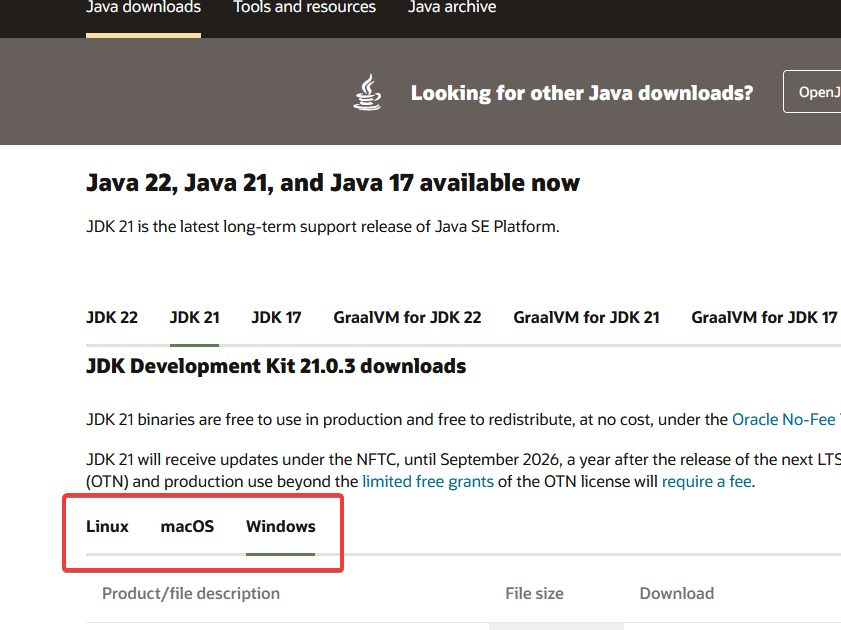 Java downloads Tools and resources Java archive
Looking for other Java downloads? OpenJ
Java 22, Java 21, and Java 17 available now
JDK 21 is the latest long-term support release of Java SE Platform.
JDK 22 JDK 21 JDK 17 GraalVM for JDK 22 GraalVM for JDK 21 GraalVM for JDK 17
JDK Development Kit 21.0.3 downloads
JDK 21 binaries are free to use in production and free to redistribute, at no cost, under the Oracle No-Fee
JDK 21 will receive updates under the NFTC, until September 2026, a year after the release of the next LTS
(OTN) and production use beyond the limited free grants of the OTN license will require a fee.
Linux macOS Windows
Product/file description File size Download